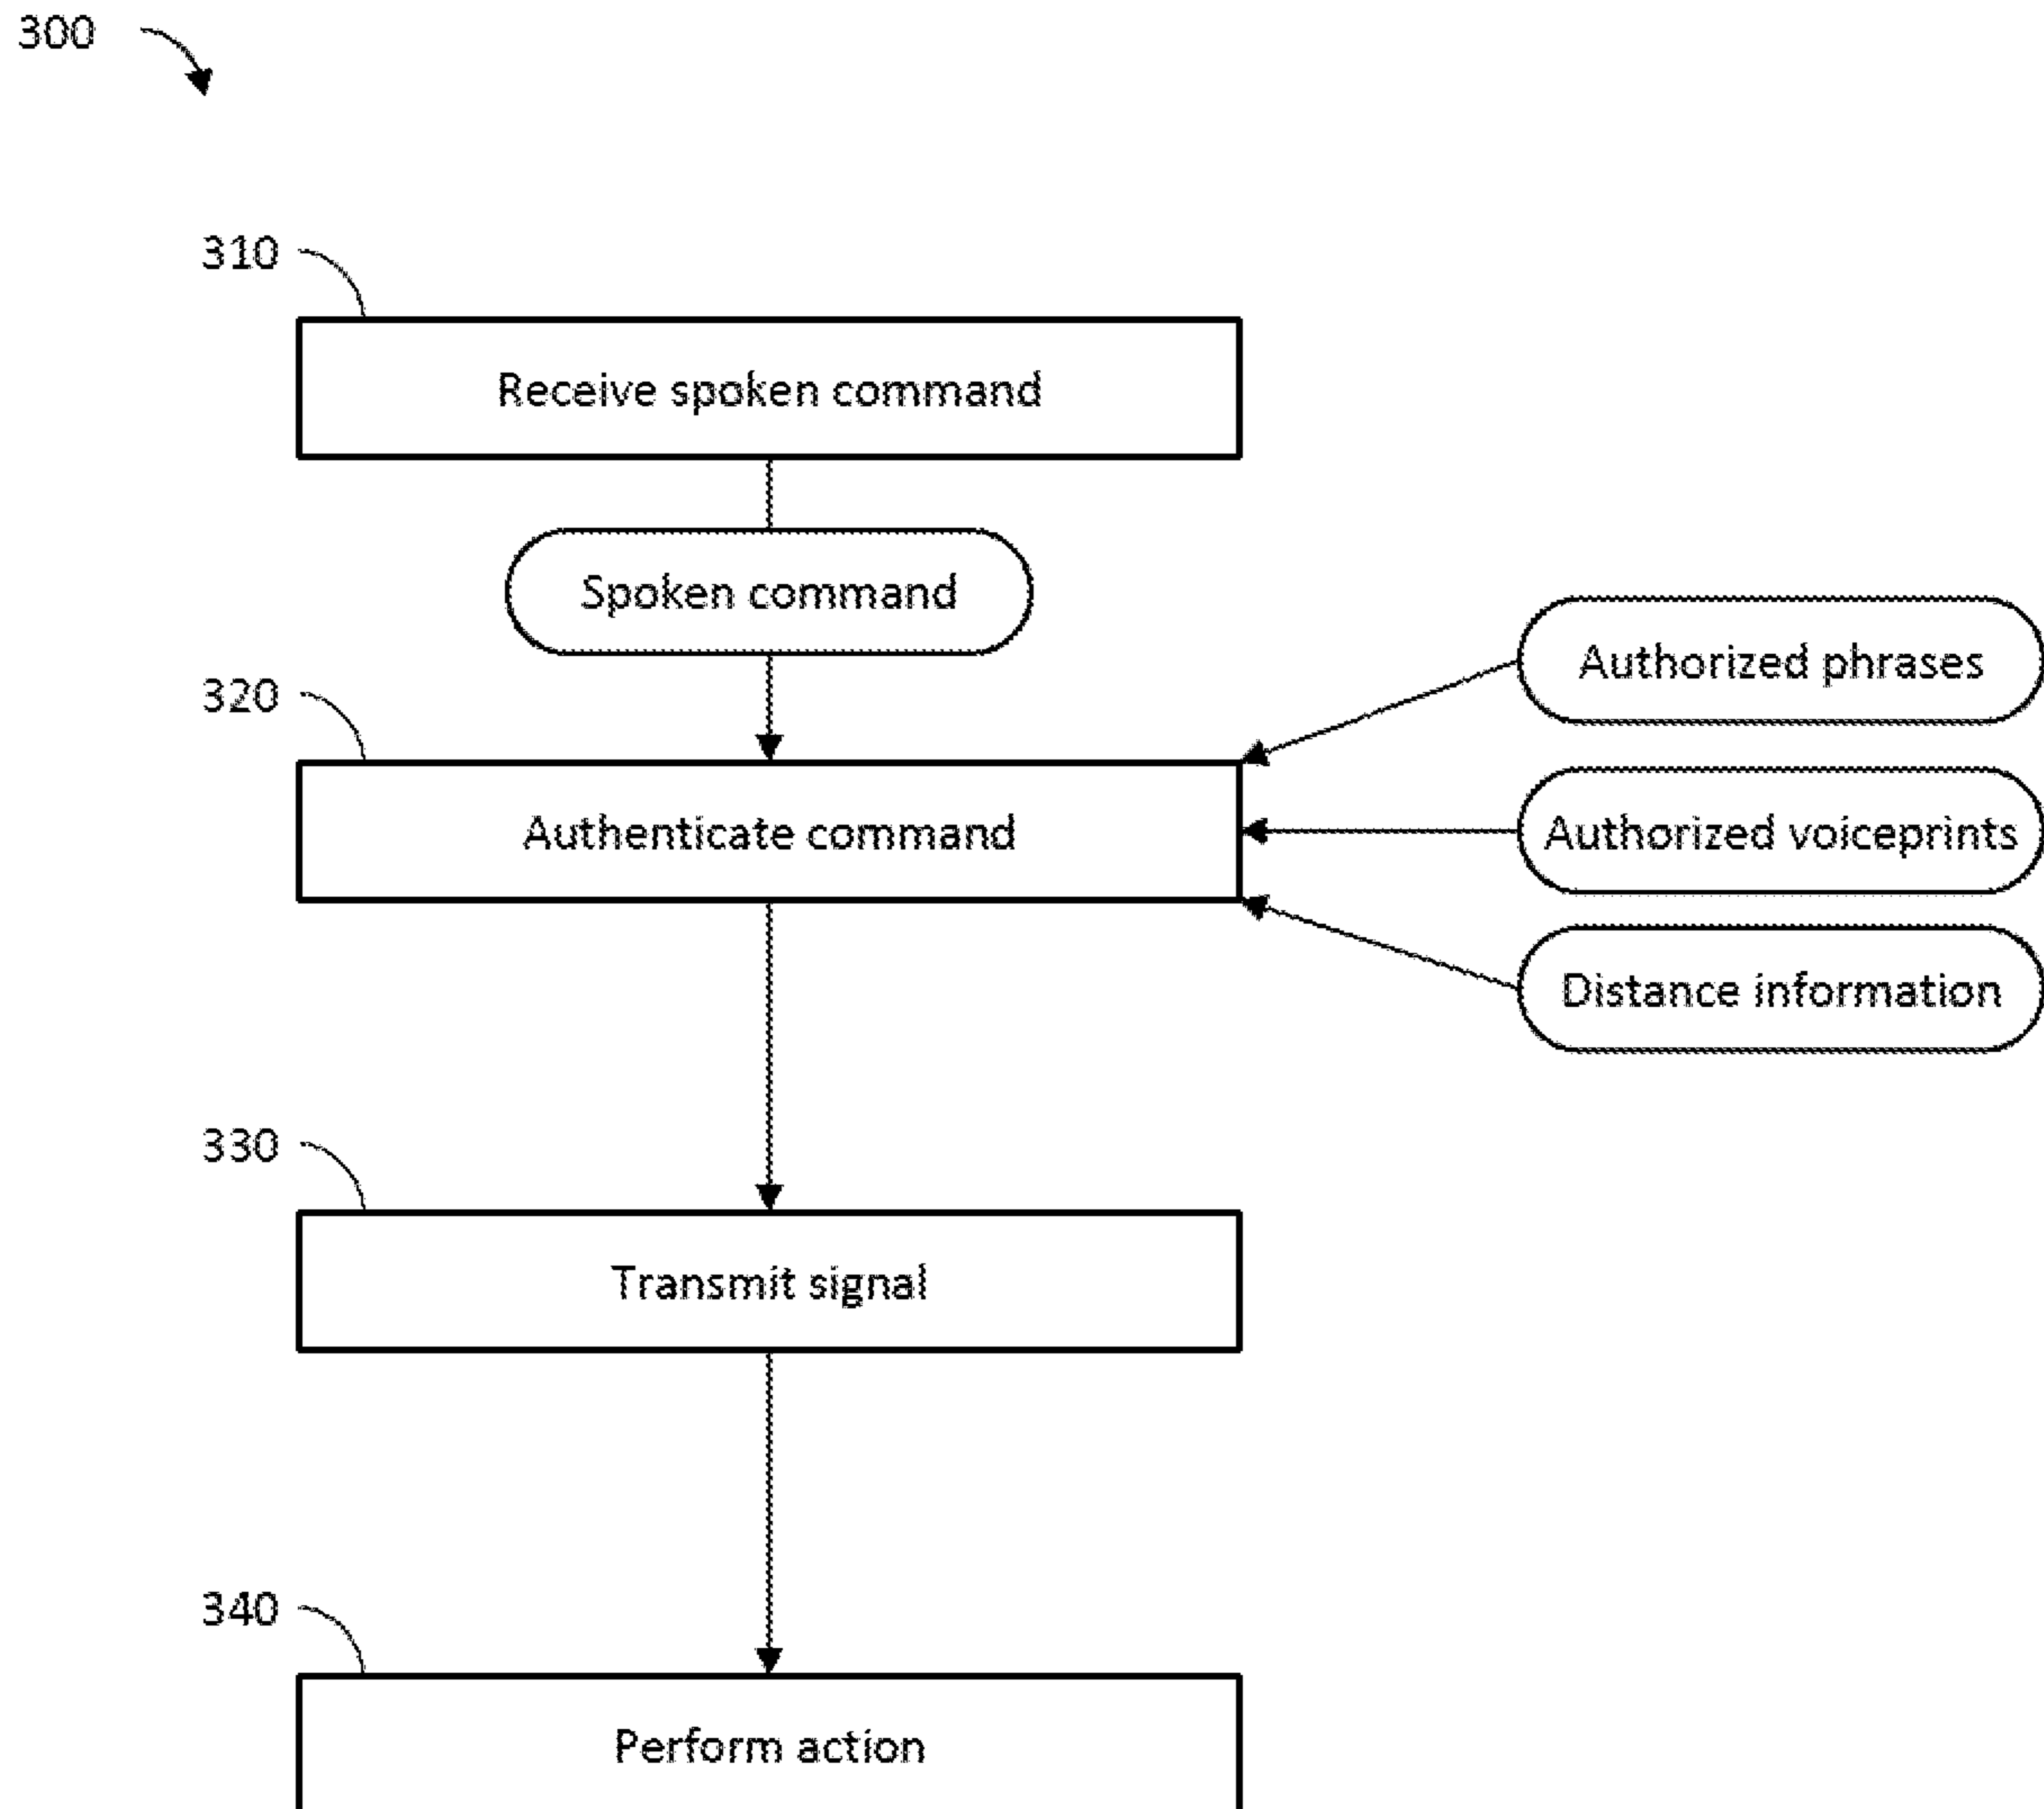 300
310
Receive spoken command
Spoken command
Authorized phrases
320
Authenticate command
Authorized voiceprints
Distance information
330
Transmit signal
340
Perform action